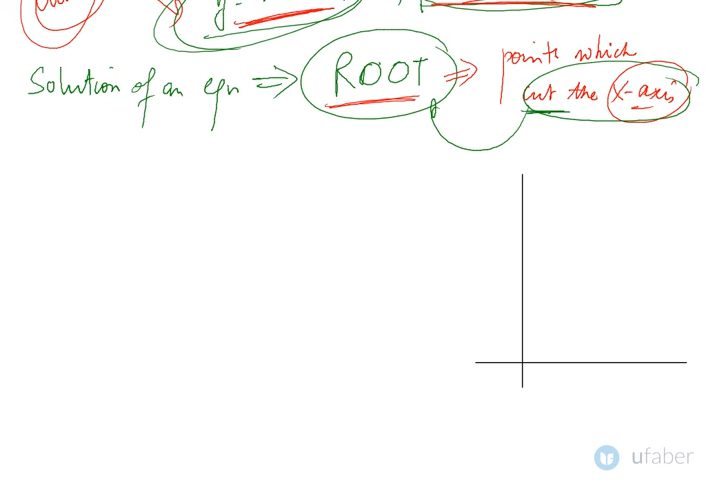 y =
Solution of an eqn ⇒ ROOT ⇒ points which
cut the X-axis
ufaber